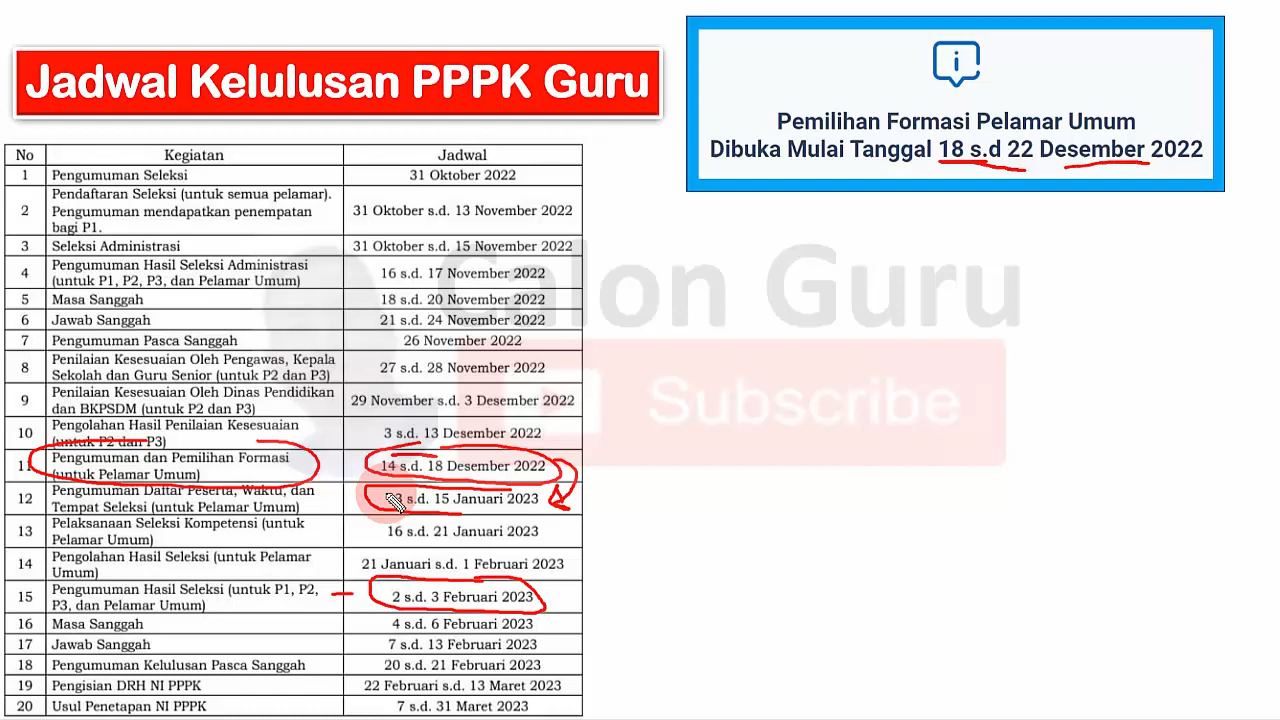 Jadwal Kelulusan PPPK Guru
Pemilihan Formasi Pelamar Umum
Dibuka Mulai Tanggal 18 s.d 22 Desember 2022
No Kegiatan Jadwal
1 Pengumuman Seleksi 31 Oktober 2022
2 Pendaftaran Seleksi (untuk semua pelamar).
Pengumuman mendapatkan penempatan
bagi P1. 31 Oktober s.d. 13 November 2022
3 Seleksi Administrasi 31 Oktober s.d. 15 November 2022
4 Pengumuman Hasil Seleksi Administrasi
(untuk P1, P2, P3, dan Pelamar Umum) 16 s.d. 17 November 2022
5 Masa Sanggah 18 s.d. 20 November 2022
6 Jawab Sanggah 21 s.d. 24 November 2022
7 Pengumuman Pasca Sanggah 26 November 2022
8 Penilaian Kesesuaian Oleh Pengawas, Kepala
Sekolah dan Guru Senior (untuk P2 dan P3) 27 s.d. 28 November 2022
9 Penilaian Kesesuaian Oleh Dinas Pendidikan
dan BKPSDM (untuk P2 dan P3) 29 November s.d. 3 Desember 2022
10 Pengolahan Hasil Penilaian Kesesuaian
(untuk P2 dan P3) 3 s.d. 13 Desember 2022
11 Pengumuman dan Pemilihan Formasi
(untuk Pelamar Umum) 14 s.d. 18 Desember 2022
12 Pengumuman Daftar Peserta, Waktu, dan
Tempat Seleksi (untuk Pelamar Umum) s.d. 15 Januari 2023
13 Pelaksanaan Seleksi Kompetensi (untuk
Pelamar Umum) 16 s.d. 21 Januari 2023
14 Pengolahan Hasil Seleksi (untuk Pelamar
Umum) 21 Januari s.d. 1 Februari 2023
15 Pengumuman Hasil Seleksi (untuk P1, P2,
P3, dan Pelamar Umum) 2 s.d. 3 Februari 2023
16 Masa Sanggah 4 s.d. 6 Februari 2023
17 Jawab Sanggah 7 s.d. 13 Februari 2023
18 Pengumuman Kelulusan Pasca Sanggah 20 s.d. 21 Februari 2023
19 Pengisian DRH NI PPPK 22 Februari s.d. 13 Maret 2023
20 Usul Penetapan NI PPPK 7 s.d. 31 Maret 2023
Calon Guru
Subscribe